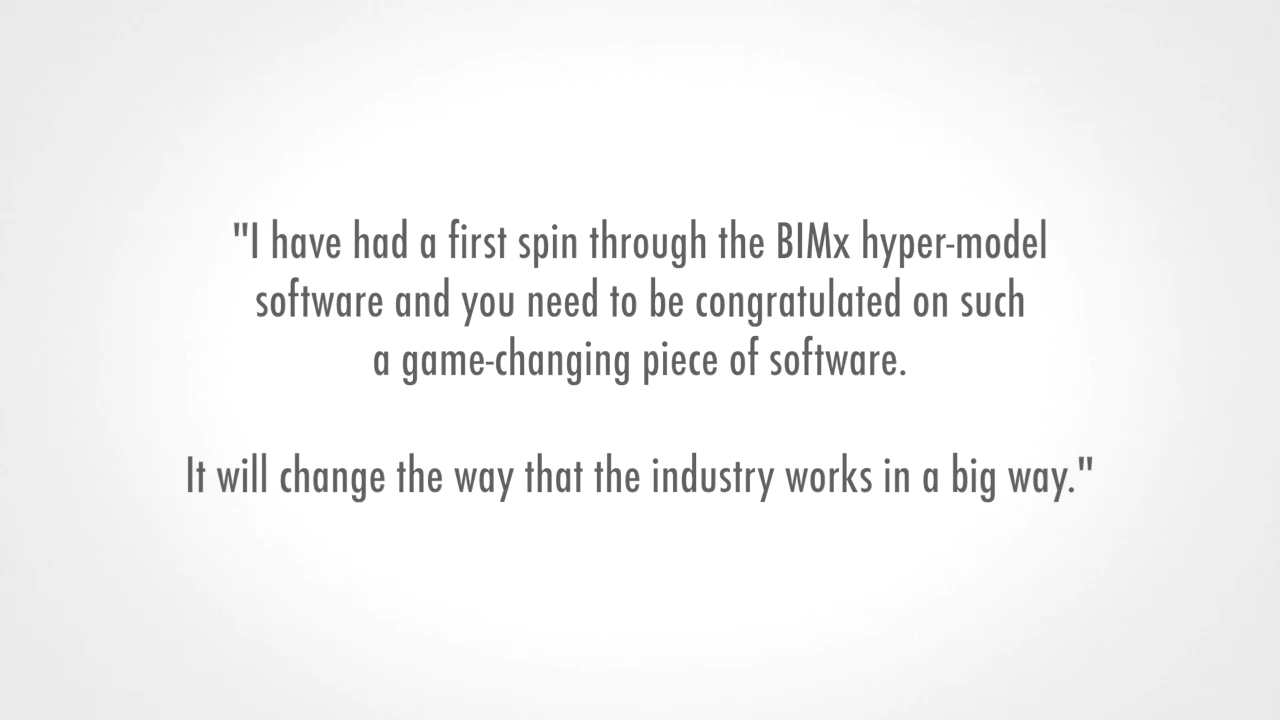 "I have had a first spin through the BIMx hyper-model
software and you need to be congratulated on such
a game-changing piece of software.
It will change the way that the industry works in a big way."